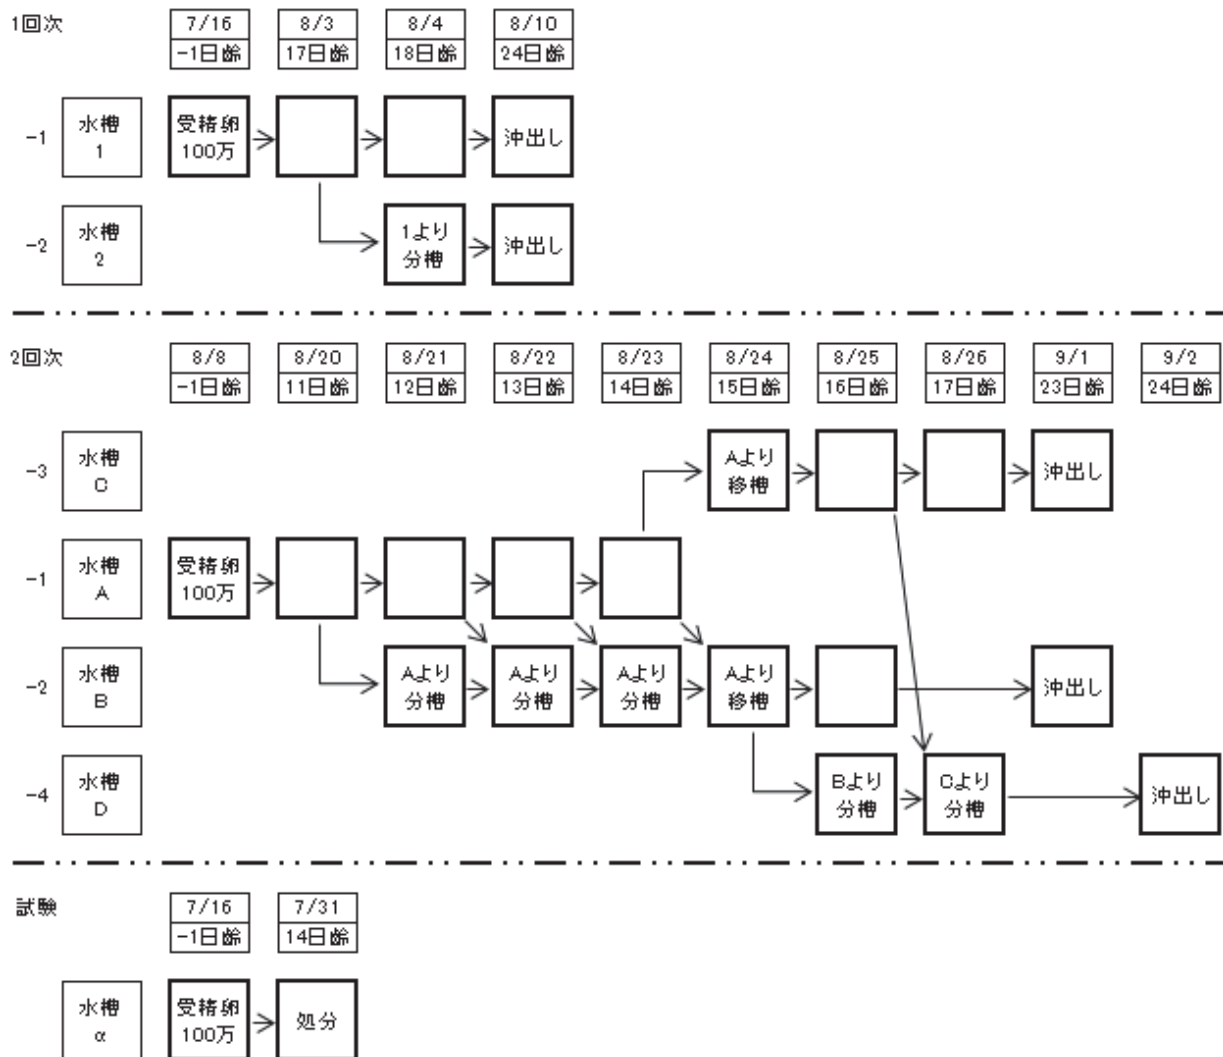 1回次
7/16
8/3
8/4
8/10
-1日齢
17日齢
18日齢
24日齢
-1
水槽
1
受精卵
100万
沖出し
-2
水槽
2
1より
分槽
沖出し
2回次
8/8
8/20
8/21
8/22
8/23
8/24
8/25
8/26
9/1
9/2
-1日齢
11日齢
12日齢
13日齢
14日齢
15日齢
16日齢
17日齢
23日齢
24日齢
-3
水槽
C
Aより
移槽
沖出し
-1
水槽
A
受精卵
100万
-2
水槽
B
Aより
分槽
Aより
分槽
Aより
分槽
Aより
移槽
沖出し
-4
水槽
D
Bより
分槽
Cより
分槽
沖出し
試験
7/16
7/31
-1日齢
14日齢
水槽
α
受精卵
100万
処分